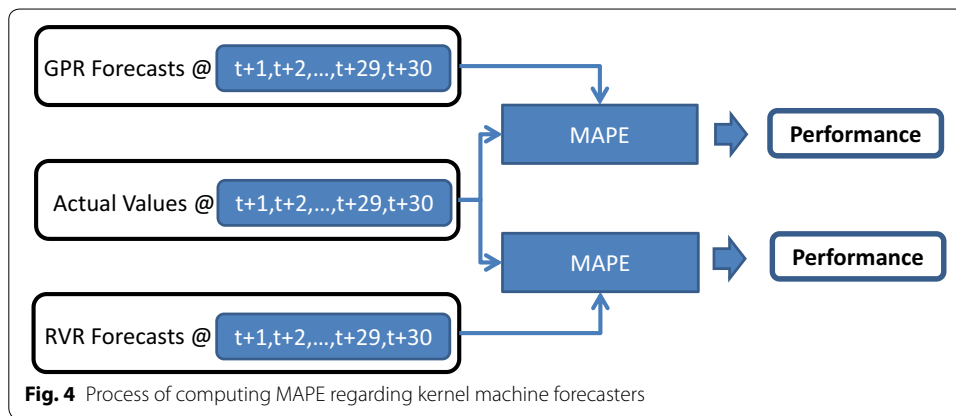 GPR Forecasts @ t+1,t+2,...,t+29,t+30
MAPE
Performance
Actual Values @ t+1,t+2,...,t+29,t+30
MAPE
Performance
RVR Forecasts @ t+1,t+2,...,t+29,t+30
Fig. 4 Process of computing MAPE regarding kernel machine forecasters